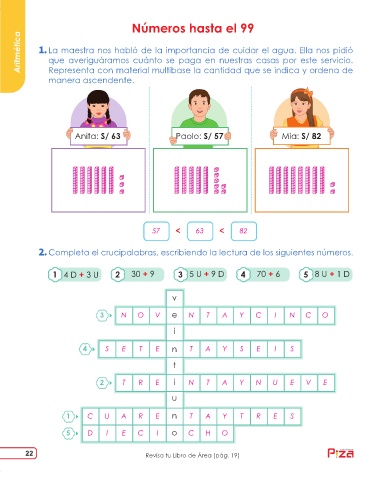 Números hasta el 99
Aritmética
1. La maestra nos habló de la importancia de cuidar el agua. Ella nos pidió
que averiguáramos cuánto se paga en nuestras casas por este servicio.
Representa con material multibase la cantidad que se indica y ordena de
manera ascendente.
Anita: S/ 63 Paolo: S/ 57 Mía: S/ 82
57 < 63 < 82
2. Completa el crucipalabras, escribiendo la lectura de los siguientes números.
1 4 D + 3 U 2 30 + 9 3 5 U + 9 D 4 70 + 6 5 8 U + 1 D
v
3 N O V e N T A Y C I N C O
i
4 S E T E n T A Y S E I S
t
2 T R E i N T A Y N U E V E
u
1 C U A R E n T A Y T R E S
5 D I E C I o C H O
22 Revisa tu Libro de Área (pág. 19) Pizá